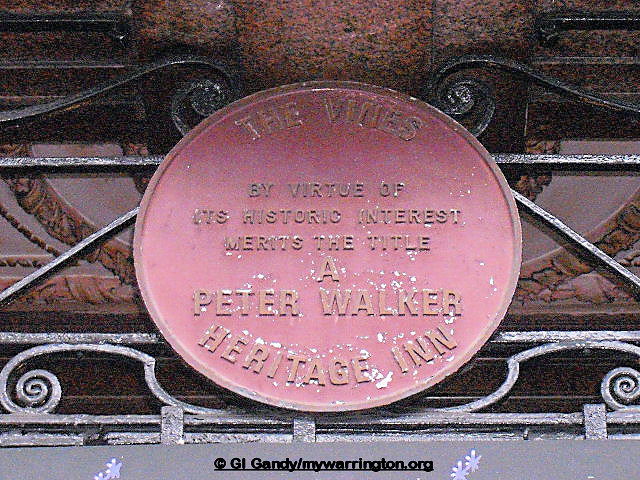 THE VINES
BY VIRTUE OF
ITS HISTORIC INTEREST
MERITS THE TITLE
A
PETER WALKER
HERITAGE INN
© GI Gandy/mywarrington.org